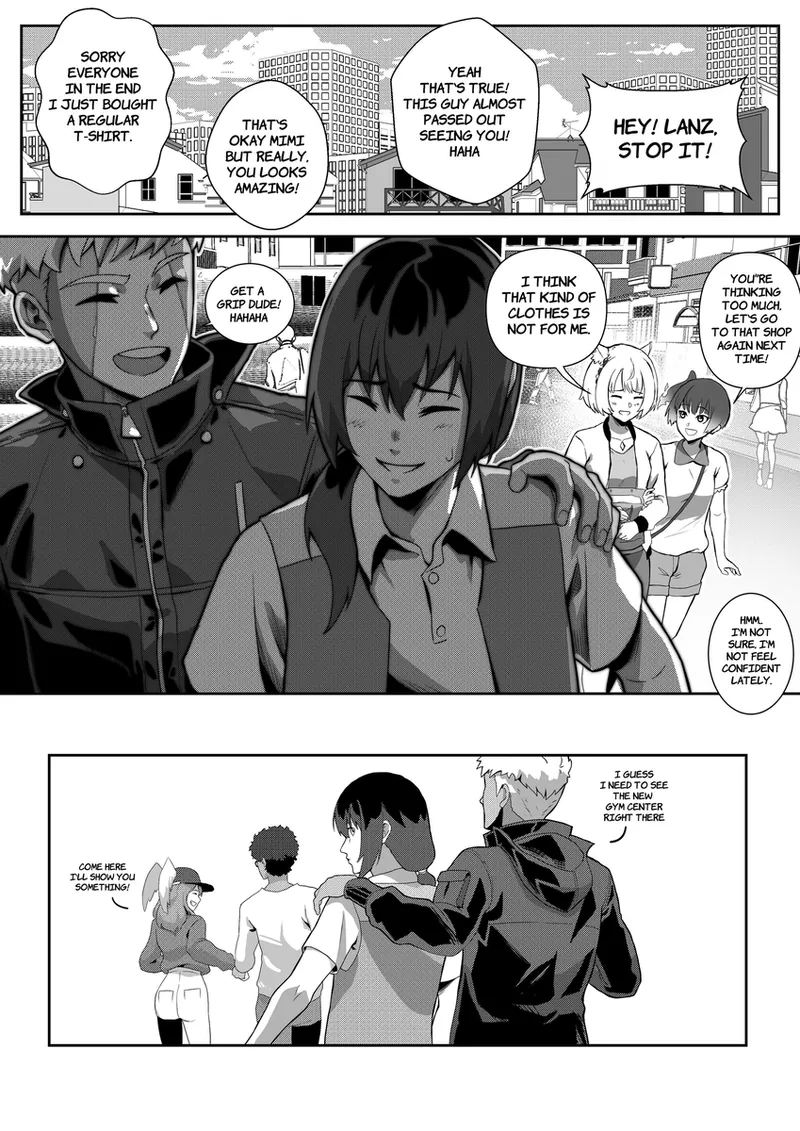 SORRY
EVERYONE
IN THE END
I JUST BOUGHT
A REGULAR
T-SHIRT.
THAT'S
OKAY MIMI
BUT REALLY,
YOU LOOKS
AMAZING!
YEAH
THAT'S TRUE!
THIS GUY ALMOST
PASSED OUT
SEEING YOU!
HAHA
HEY! LANZ,
STOP IT!
GET A
GRIP DUDE!
HAHAHA
I THINK
THAT KIND OF
CLOTHES IS
NOT FOR ME.
YOU"RE
THINKING
TOO MUCH,
LET'S GO
TO THAT SHOP
AGAIN NEXT
TIME!
HMM,
I'M NOT
SURE, I'M
NOT FEEL
CONFIDENT
LATELY.
COME HERE
I'LL SHOW YOU
SOMETHING!
I GUESS
I NEED TO SEE
THE NEW
GYM CENTER
RIGHT THERE